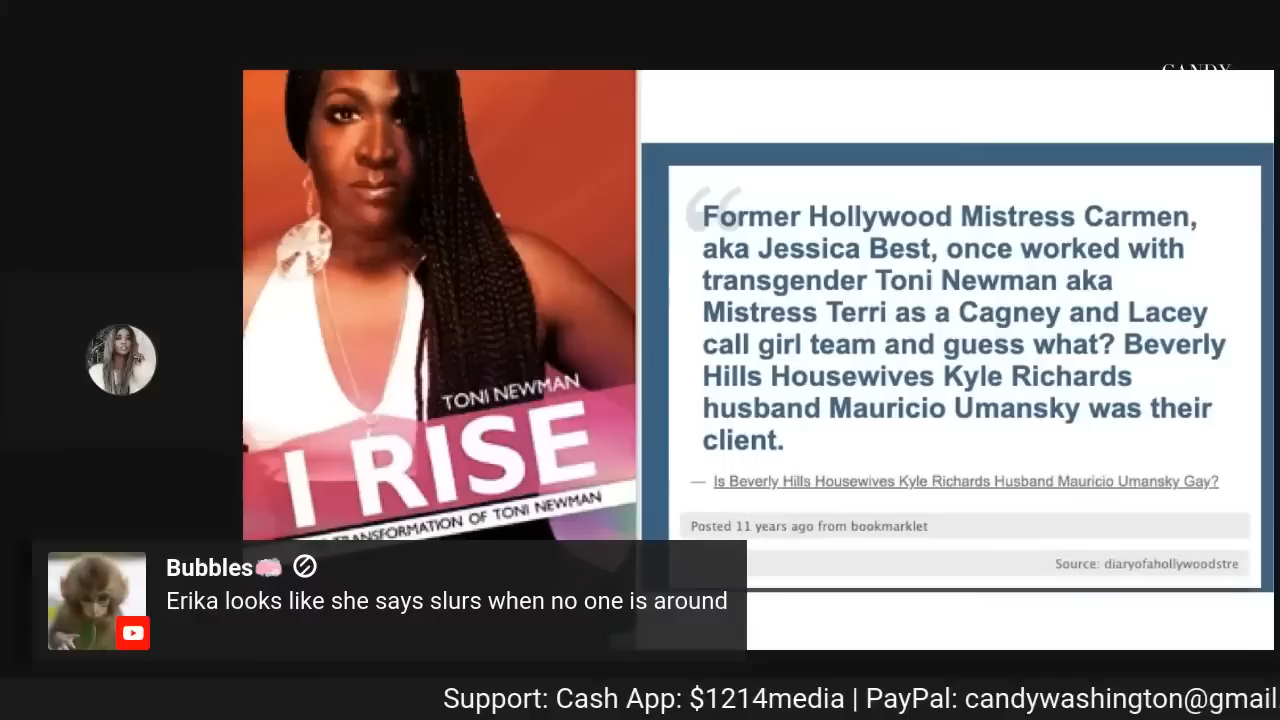 CANDY
Former Hollywood Mistress Carmen,
aka Jessica Best, once worked with
transgender Toni Newman aka
Mistress Terri as a Cagney and Lacey
call girl team and guess what? Beverly
Hills Housewives Kyle Richards
husband Mauricio Umansky was their
client.
— Is Beverly Hills Housewives Kyle Richards Husband Mauricio Umansky Gay?
Posted 11 years ago from bookmarklet
Source: diaryofahollywoodstre
TONI NEWMAN
I RISE
TRANSFORMATION OF TONI NEWMAN
Bubbles🧼
Erika looks like she says slurs when no one is around
Support: Cash App: $1214media | PayPal: candywashington@gmail